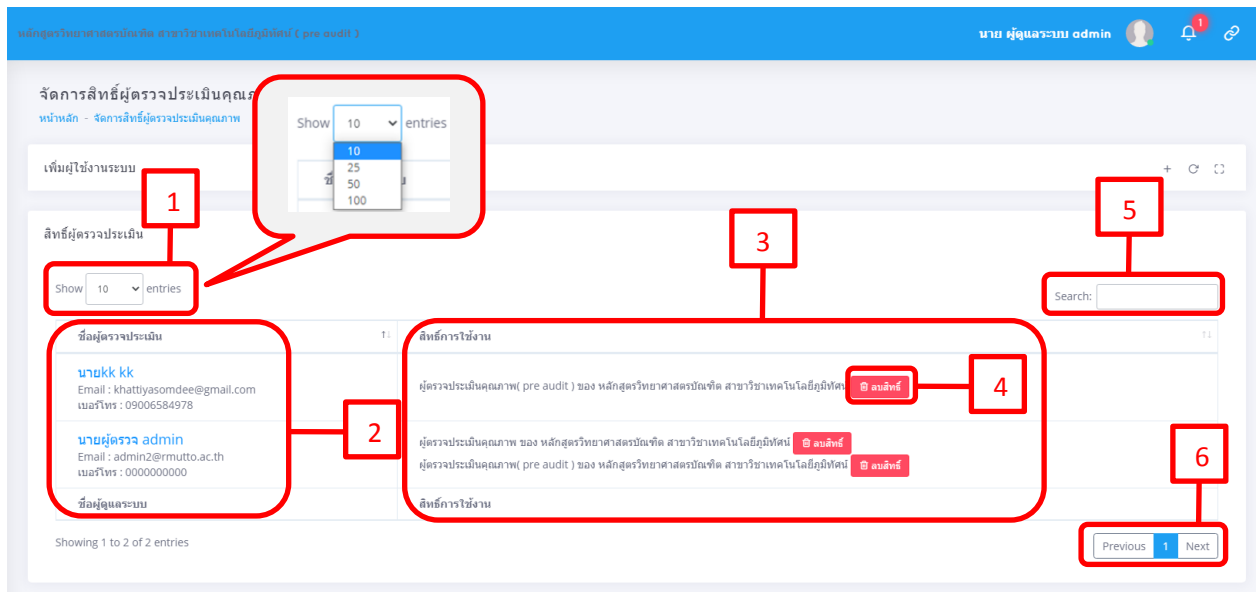 หลักสูตรวิทยาศาสตรบัณฑิต สาขาวิชาเทคโนโลยีภูมิทัศน์ ( pre audit )
นาย ผู้ดูแลระบบ admin
1
จัดการสิทธิ์ผู้ตรวจประเมินคุณภ
หน้าหลัก - จัดการสิทธิ์ผู้ตรวจประเมินคุณภาพ
Show 10 entries
10
25
50
100
เพิ่มผู้ใช้งานระบบ
1
5
3
สิทธิ์ผู้ตรวจประเมิน
Show 10 entries
Search:
ชื่อผู้ตรวจประเมิน
สิทธิ์การใช้งาน
นายkk kk
Email : khattiyasomdee@gmail.com
เบอร์โทร : 09006584978
ผู้ตรวจประเมินคุณภาพ( pre audit ) ของ หลักสูตรวิทยาศาสตรบัณฑิต สาขาวิชาเทคโนโลยีภูมิทัศน์ ลบสิทธิ์
4
2
นายผู้ตรวจ admin
Email : admin2@rmutto.ac.th
เบอร์โทร : 0000000000
ผู้ตรวจประเมินคุณภาพ ของ หลักสูตรวิทยาศาสตรบัณฑิต สาขาวิชาเทคโนโลยีภูมิทัศน์ ลบสิทธิ์
ผู้ตรวจประเมินคุณภาพ( pre audit ) ของ หลักสูตรวิทยาศาสตรบัณฑิต สาขาวิชาเทคโนโลยีภูมิทัศน์ ลบสิทธิ์
6
ชื่อผู้ดูแลระบบ
สิทธิ์การใช้งาน
Showing 1 to 2 of 2 entries
Previous 1 Next